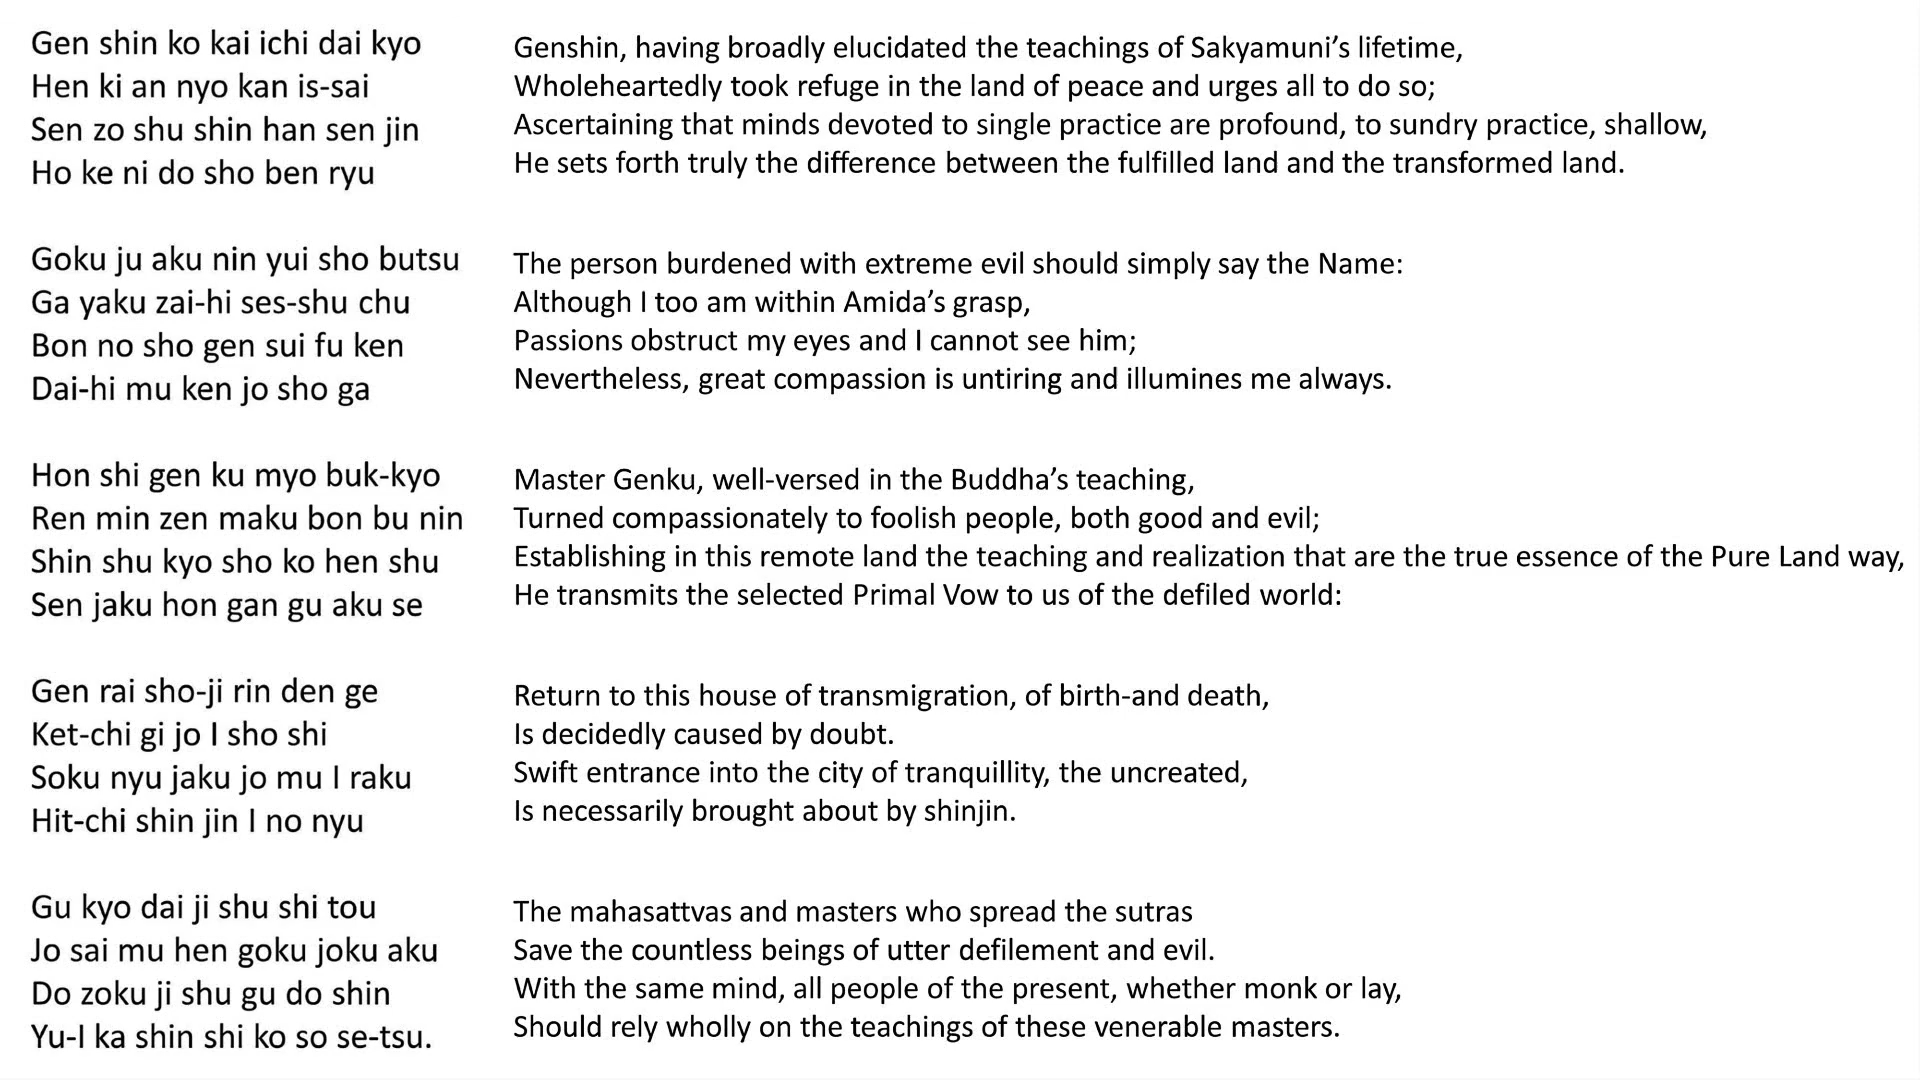 Gen shin ko kai ichi dai kyo
Hen ki an nyo kan is-sai
Sen zo shu shin han sen jin
Ho ke ni do sho ben ryu
Genshin, having broadly elucidated the teachings of Sakyamuni’s lifetime,
Wholeheartedly took refuge in the land of peace and urges all to do so;
Ascertaining that minds devoted to single practice are profound, to sundry practice, shallow,
He sets forth truly the difference between the fulfilled land and the transformed land.
Goku ju aku nin yui sho butsu
Ga yaku zai-hi ses-shu chu
Bon no sho gen sui fu ken
Dai-hi mu ken jo sho ga
The person burdened with extreme evil should simply say the Name:
Although I too am within Amida’s grasp,
Passions obstruct my eyes and I cannot see him;
Nevertheless, great compassion is untiring and illumines me always.
Hon shi gen ku myo buk-kyo
Ren min zen maku bon bu nin
Shin shu kyo sho ko hen shu
Sen jaku hon gan gu aku se
Master Genku, well-versed in the Buddha’s teaching,
Turned compassionately to foolish people, both good and evil;
Establishing in this remote land the teaching and realization that are the true essence of the Pure Land way,
He transmits the selected Primal Vow to us of the defiled world:
Gen rai sho-ji rin den ge
Ket-chi gi jo I sho shi
Soku nyu jaku jo mu I raku
Hit-chi shin jin I no nyu
Return to this house of transmigration, of birth-and death,
Is decidedly caused by doubt.
Swift entrance into the city of tranquillity, the uncreated,
Is necessarily brought about by shinjin.
Gu kyo dai ji shu shi tou
Jo sai mu hen goku joku aku
Do zoku ji shu gu do shin
Yu-I ka shin shi ko so se-tsu.
The mahasattvas and masters who spread the sutras
Save the countless beings of utter defilement and evil.
With the same mind, all people of the present, whether monk or lay,
Should rely wholly on the teachings of these venerable masters.